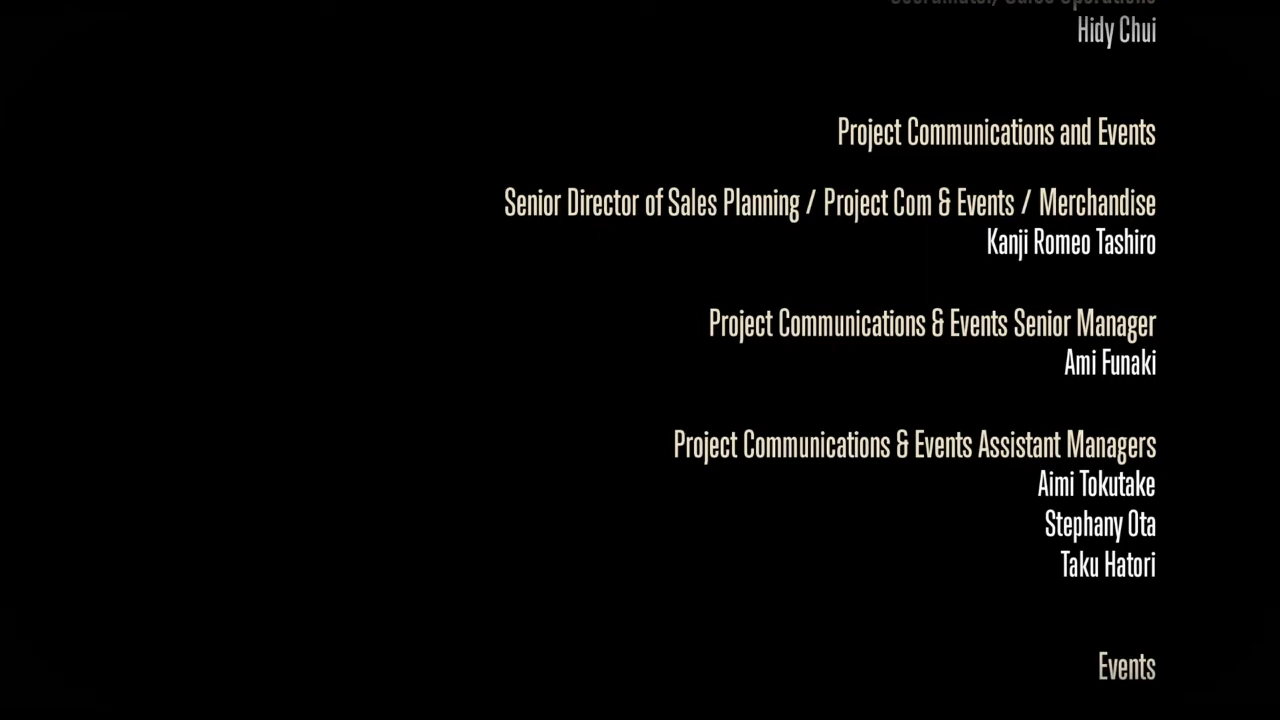 Hidy Chui
Project Communications and Events
Senior Director of Sales Planning / Project Com & Events / Merchandise
Kanji Romeo Tashiro
Project Communications & Events Senior Manager
Ami Funaki
Project Communications & Events Assistant Managers
Aimi Tokutake
Stephany Ota
Taku Hatori
Events